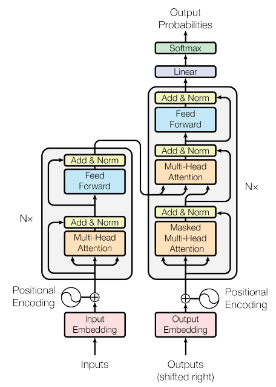 Output
Probabilities
Softmax
Linear
Add & Norm
Feed
Forward
Add & Norm
Multi-Head
Attention
Add & Norm
Masked
Multi-Head
Attention
N×
Positional
Encoding
Output
Embedding
Outputs
(shifted right)
Add & Norm
Feed
Forward
N×
Add & Norm
Multi-Head
Attention
Positional
Encoding
Input
Embedding
Inputs